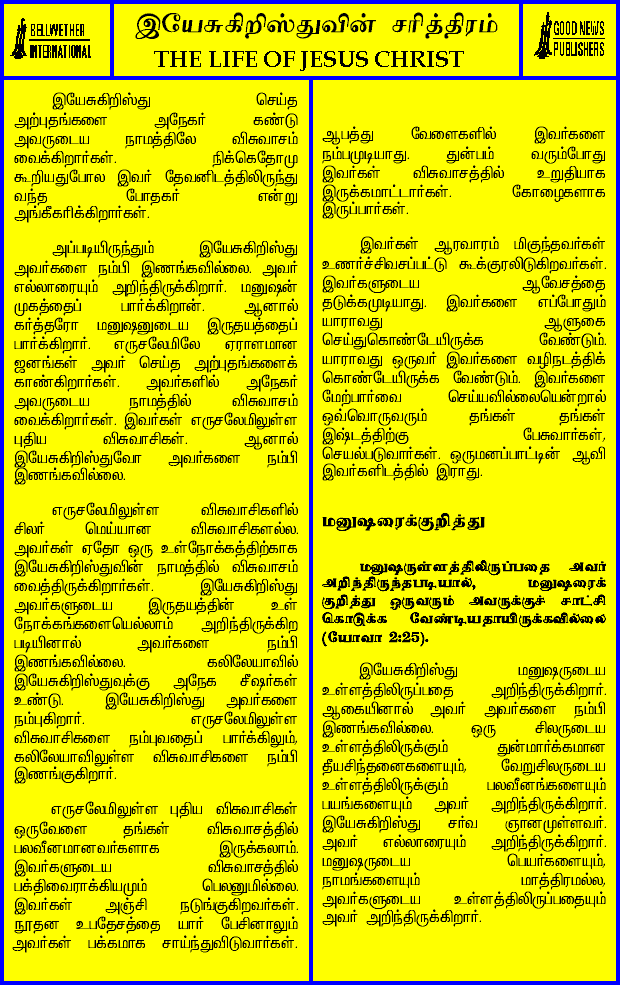 BELLWETHER
INTERNATIONAL
இயேசுகிறிஸ்துவின் சரித்திரம்
THE LIFE OF JESUS CHRIST
GOOD NEWS
PUBLISHERS
இயேசுகிறிஸ்து செய்த
அற்புதங்களை அநேகர் கண்டு
அவருடைய நாமத்திலே விசுவாசம்
வைக்கிறார்கள். நிக்கெதோமு
கூறியதுபோல இவர் தேவனிடத்திலிருந்து
வந்த போதகர் என்று
அங்கீகரிக்கிறார்கள்.
அப்படியிருந்தும் இயேசுகிறிஸ்து
அவர்களை நம்பி இணங்கவில்லை. அவர்
எல்லாரையும் அறிந்திருக்கிறார். மனுஷன்
முகத்தைப் பார்க்கிறான். ஆனால்
கர்த்தரோ மனுஷனுடைய இருதயத்தைப்
பார்க்கிறார். எருசலேமிலே ஏராளமான
ஜனங்கள் அவர் செய்த அற்புதங்களைக்
காண்கிறார்கள். அவர்களில் அநேகர்
அவருடைய நாமத்தில் விசுவாசம்
வைக்கிறார்கள். இவர்கள் எருசலேமிலுள்ள
புதிய விசுவாசிகள். ஆனால்
இயேசுகிறிஸ்துவோ அவர்களை நம்பி
இணங்கவில்லை.
எருசலேமிலுள்ள விசுவாசிகளில்
சிலர் மெய்யான விசுவாசிகளல்ல.
அவர்கள் ஏதோ ஒரு உள்நோக்கத்திற்காக
இயேசுகிறிஸ்துவின் நாமத்தில் விசுவாசம்
வைத்திருக்கிறார்கள். இயேசுகிறிஸ்து
அவர்களுடைய இருதயத்தின் உள்
நோக்கங்களையெல்லாம் அறிந்திருக்கிற
படியினால் அவர்களை நம்பி
இணங்கவில்லை. கலிலேயாவில்
இயேசுகிறிஸ்துவுக்கு அநேக சீஷர்கள்
உண்டு. இயேசுகிறிஸ்து அவர்களை
நம்புகிறார். எருசலேமிலுள்ள
விசுவாசிகளை நம்புவதைப் பார்க்கிலும்,
கலிலேயாவிலுள்ள விசுவாசிகளை நம்பி
இணங்குகிறார்.
எருசலேமிலுள்ள புதிய விசுவாசிகள்
ஒருவேளை தங்கள் விசுவாசத்தில்
பலவீனமானவர்களாக இருக்கலாம்.
இவர்களுடைய விசுவாசத்தில்
பக்திவைராக்கியமும் பெலனுமில்லை.
இவர்கள் அஞ்சி நடுங்குகிறவர்கள்.
நூதன உபதேசத்தை யார் பேசினாலும்
அவர்கள் பக்கமாக சாய்ந்துவிடுவார்கள்.
ஆபத்து வேளைகளில் இவர்களை
நம்பமுடியாது. துன்பம் வரும்போது
இவர்கள் விசுவாசத்தில் உறுதியாக
இருக்கமாட்டார்கள். கோழைகளாக
இருப்பார்கள்.
இவர்கள் ஆரவாரம் மிகுந்தவர்கள்
உணர்ச்சிவசப்பட்டு கூக்குரலிடுகிறவர்கள்.
இவர்களுடைய ஆவேசத்தை
தடுக்கமுடியாது. இவர்களை எப்போதும்
யாராவது ஆளுகை
செய்துகொண்டேயிருக்க வேண்டும்.
யாராவது ஒருவர் இவர்களை வழிநடத்திக்
கொண்டேயிருக்க வேண்டும். இவர்களை
மேற்பார்வை செய்யவில்லையென்றால்
ஒவ்வொருவரும் தங்கள் தங்கள்
இஷ்டத்திற்கு பேசுவார்கள்,
செயல்படுவார்கள். ஒருமனப்பாட்டின் ஆவி
இவர்களிடத்தில் இராது.
மனுஷரைக்குறித்து
மனுஷருள்ளத்திலிருப்பதை அவர்
அறிந்திருந்தபடியால், மனுஷரைக்
குறித்து ஒருவரும் அவருக்குச் சாட்சி
கொடுக்க வேண்டியதாயிருக்கவில்லை
(யோவா 2:25).
இயேசுகிறிஸ்து மனுஷருடைய
உள்ளத்திலிருப்பதை அறிந்திருக்கிறார்.
ஆகையினால் அவர் அவர்களை நம்பி
இணங்கவில்லை. ஒரு சிலருடைய
உள்ளத்திலிருக்கும் துன்மார்க்கமான
தீயசிந்தனைகளையும், வேறுசிலருடைய
உள்ளத்திலிருக்கும் பலவீனங்களையும்
பயங்களையும் அவர் அறிந்திருக்கிறார்.
இயேசுகிறிஸ்து சர்வ ஞானமுள்ளவர்.
அவர் எல்லாரையும் அறிந்திருக்கிறார்.
மனுஷருடைய பெயர்களையும்,
நாமங்களையும் மாத்திரமல்ல,
அவர்களுடைய உள்ளத்திலிருப்பதையும்
அவர் அறிந்திருக்கிறார்.